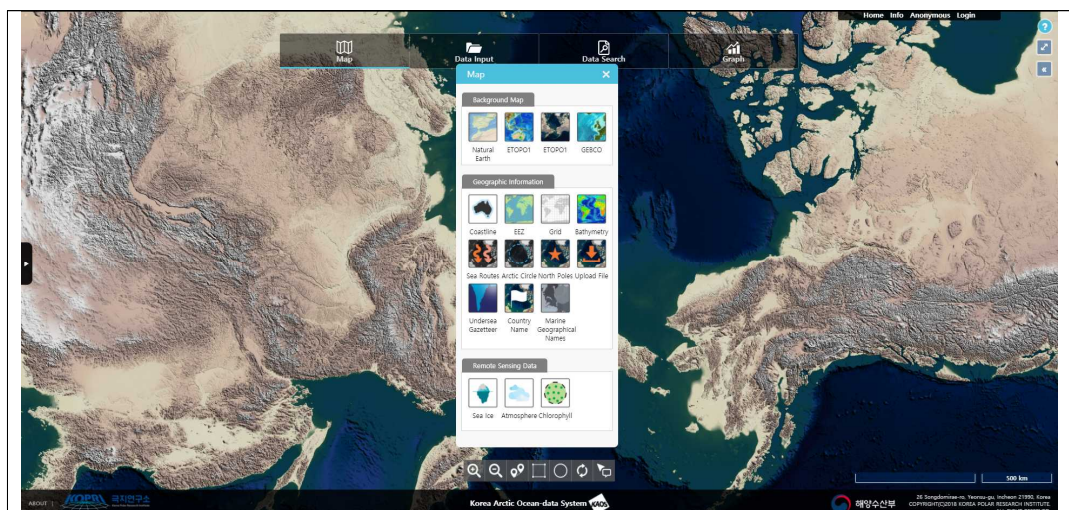 Home Info Anonymous Login
?
Map
Data Input
Data Search
Graph
Map ×
Background Map
Natural Earth
ETOPO1
ETOPO1
GEBCO
Geographic Information
Coastline
EEZ
Grid
Bathymetry
Sea Routes
Arctic Circle
North Poles
Upload File
Undersea Gazetteer
Country Name
Marine Geographical Names
Remote Sensing Data
Sea Ice
Atmosphere
Chlorophyll
500 km
ABOUT |
KOPRI 극지연구소
Korea Arctic Ocean-data System KAOS
해양수산부
26 Songdomirae-ro, Yeonsu-gu, Incheon 21990, Korea
COPYRIGHT(C)2018 KOREA POLAR RESEARCH INSTITUTE.